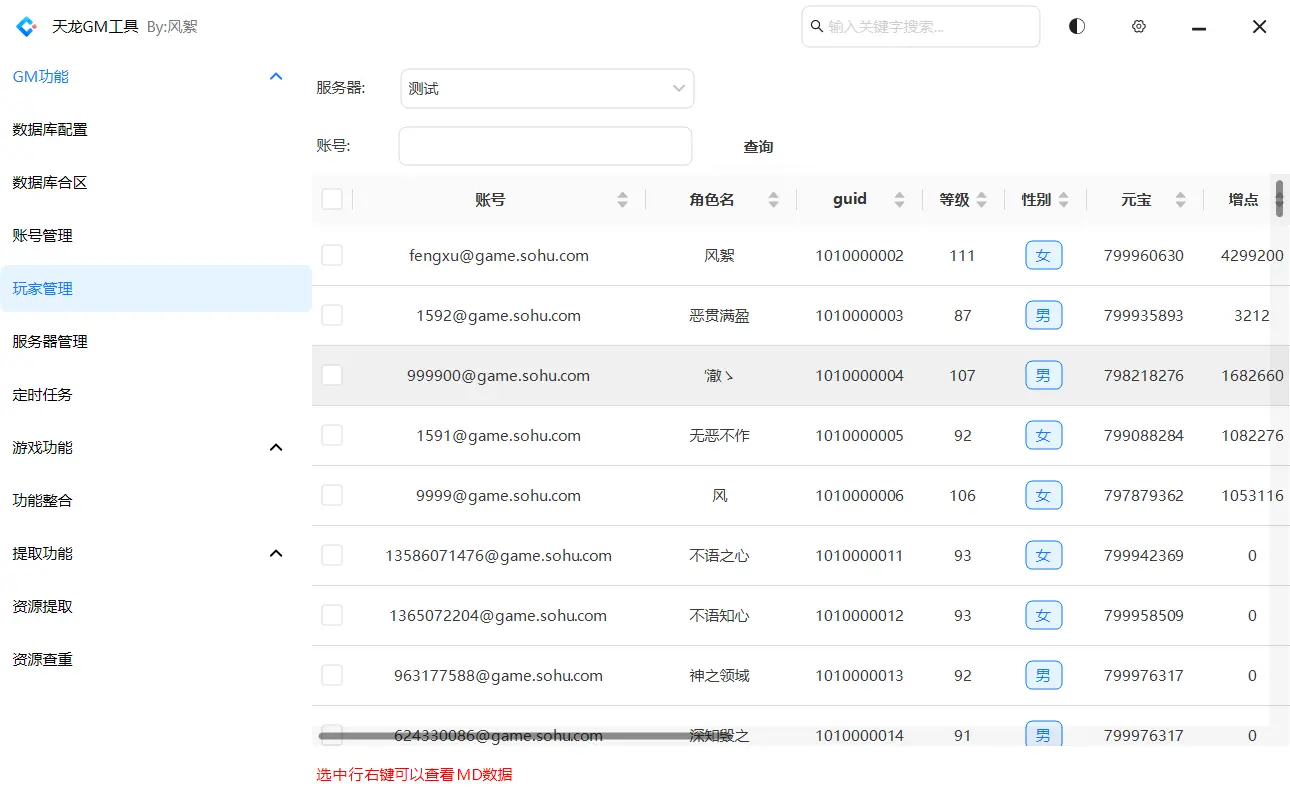 天龙GM工具 By:风絮
输入关键字搜索...
GM功能
数据库配置
数据库合区
账号管理
玩家管理
服务器管理
定时任务
游戏功能
功能整合
提取功能
资源提取
资源查重
服务器: 测试
账号: 查询
账号 角色名 guid 等级 性别 元宝 增点
fengxu@game.sohu.com 风絮 1010000002 111 女 799960630 4299200
1592@game.sohu.com 恶贯满盈 1010000003 87 男 799935893 3212
999900@game.sohu.com 澈ゝ 1010000004 107 男 798218276 1682660
1591@game.sohu.com 无恶不作 1010000005 92 女 799088284 1082276
9999@game.sohu.com 风 1010000006 106 女 797879362 1053116
13586071476@game.sohu.com 不语之心 1010000011 93 女 799942369 0
1365072204@game.sohu.com 不语知心 1010000012 93 女 799958509 0
963177588@game.sohu.com 神之领域 1010000013 92 男 799976317 0
624330086@game.sohu.com 深知毁之 1010000014 91 男 799976317 0
选中行右键可以查看MD数据